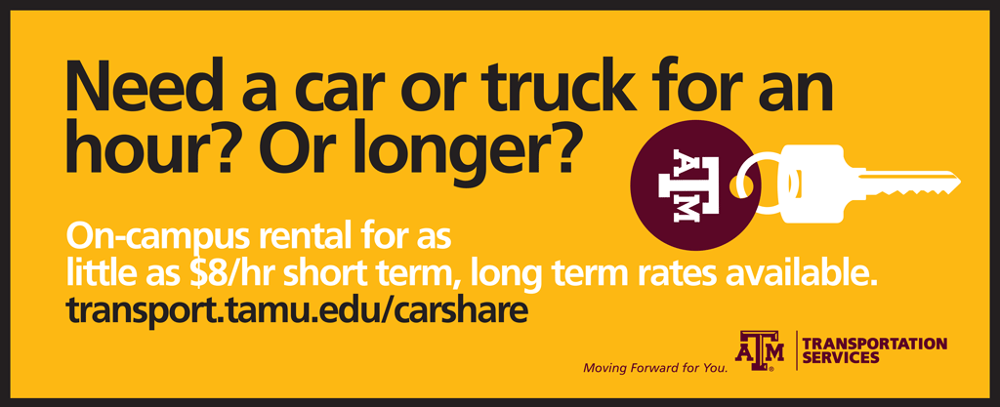 Need a car or truck for an
hour? Or longer?
ATM
On-campus rental for as
little as $8/hr short term, long term rates available.
transport.tamu.edu/carshare
Moving Forward for You.
ATM®
TRANSPORTATION
SERVICES